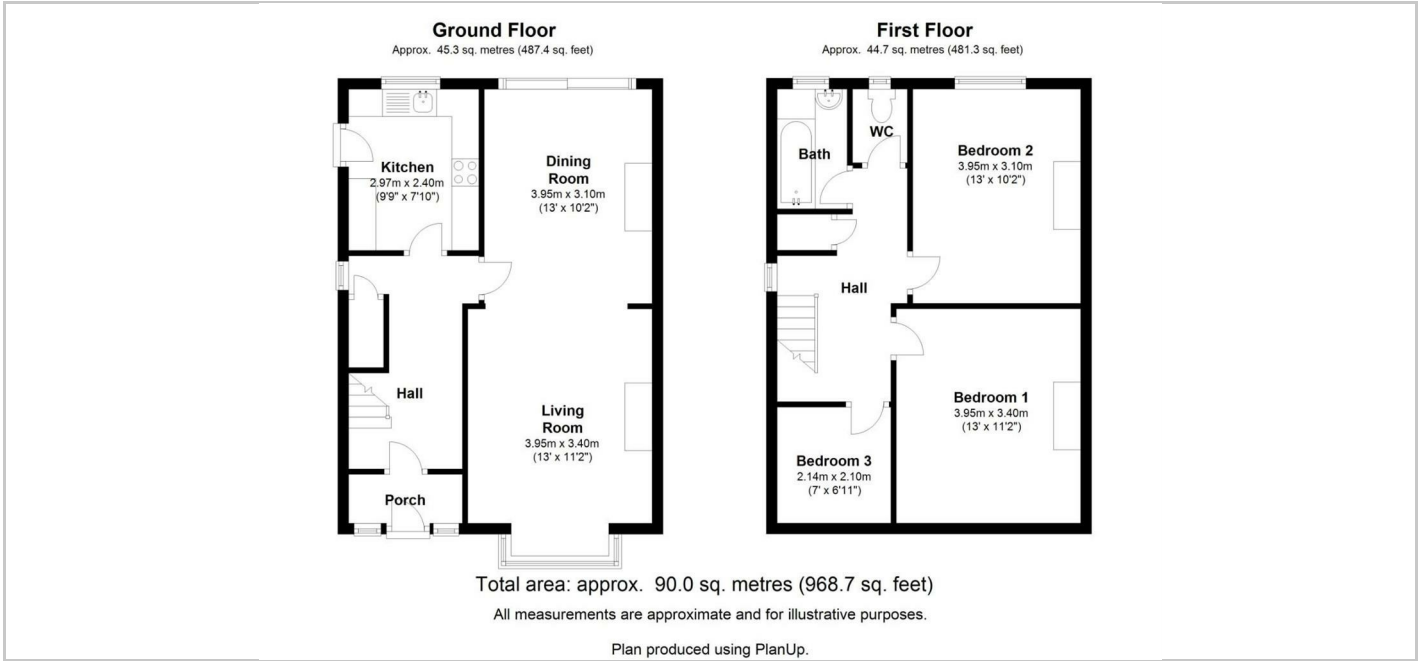 Ground Floor
Approx. 45.3 sq. metres (487.4 sq. feet)
Kitchen
2.97m x 2.40m
(9'9" x 7'10")
Dining
Room
3.95m x 3.10m
(13' x 10'2")
Hall
Living
Room
3.95m x 3.40m
(13' x 11'2")
Porch
First Floor
Approx. 44.7 sq. metres (481.3 sq. feet)
Bath
WC
Bedroom 2
3.95m x 3.10m
(13' x 10'2")
Hall
Bedroom 1
3.95m x 3.40m
(13' x 11'2")
Bedroom 3
2.14m x 2.10m
(7' x 6'11")
Total area: approx. 90.0 sq. metres (968.7 sq. feet)
All measurements are approximate and for illustrative purposes.
Plan produced using PlanUp.